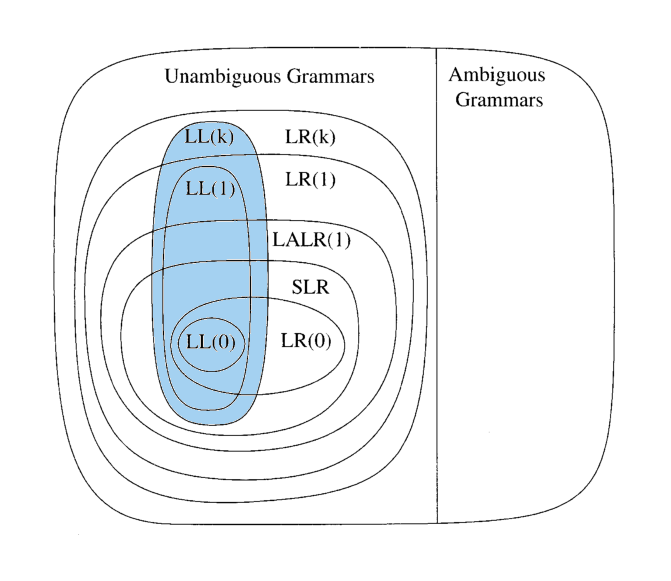 Unambiguous Grammars
Ambiguous
Grammars
LL(k)
LR(k)
LL(1)
LR(1)
LALR(1)
SLR
LL(0)
LR(0)